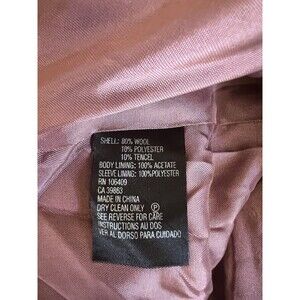 SHELL: 80% WOOL
10% POLYESTER
10% TENCEL
BODY LINING: 100% ACETATE
SLEEVE LINING: 100%POLYESTER
RN 106409
CA 39863
MADE IN CHINA
DRY CLEAN ONLY Ⓟ
SEE REVERSE FOR CARE
INSTRUCTIONS AU DOS
VER AL DORSO PARA CUIDADO